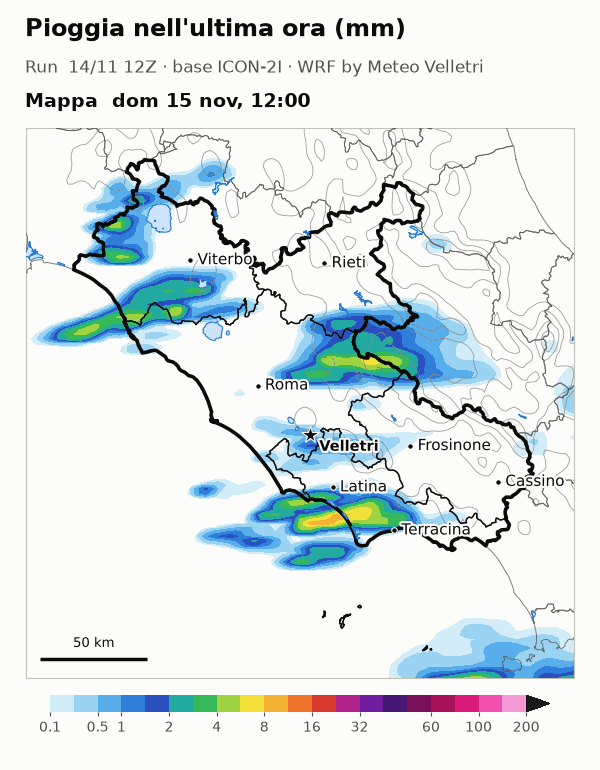 Pioggia nell'ultima ora (mm)
Run  14/11 12Z · base ICON-2I · WRF by Meteo Velletri
Mappa  dom 15 nov, 12:00
Viterbo
Rieti
Roma
Velletri
Frosinone
Latina
Cassino
Terracina
50 km
0.1 0.5 1 2 4 8 16 32 60 100 200